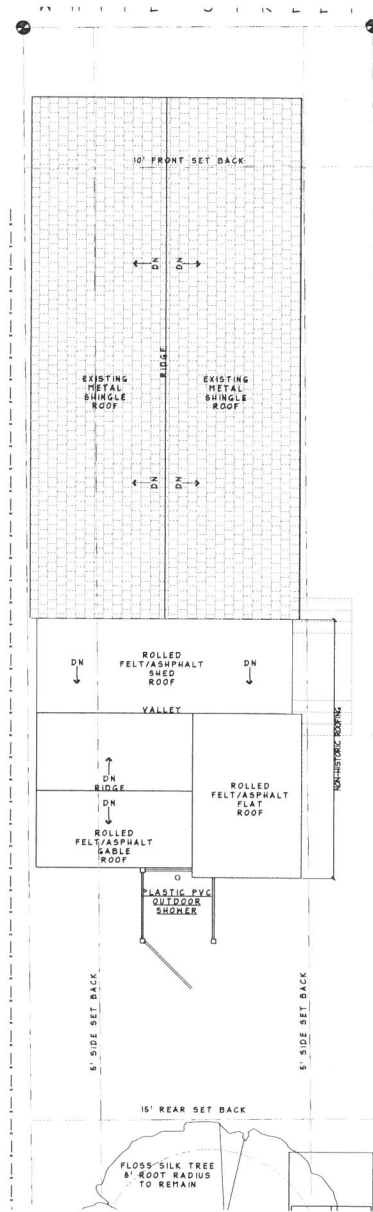 10' FRONT SET BACK
DN
DN
RIDGE
EXISTING
METAL
SHINGLE
ROOF
EXISTING
METAL
SHINGLE
ROOF
DN
DN
ROLLED
FELT/ASHPHALT
SHED
ROOF
DN
DN
VALLEY
NON-HISTORIC ROOFING
DN
RIDGE
DN
ROLLED
FELT/ASPHALT
FLAT
ROOF
ROLLED
FELT/ASPHALT
GABLE
ROOF
PLASTIC PVC
OUTDOOR
SHOWER
5' SIDE SET BACK
5' SIDE SET BACK
15' REAR SET BACK
FLOSS SILK TREE
6' ROOT RADIUS
TO REMAIN